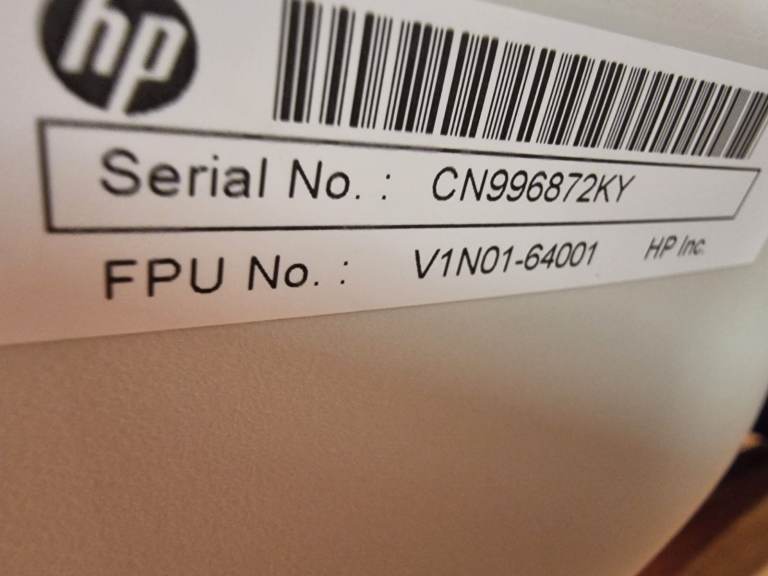 hp
Serial No. : CN996872KY
FPU No. : V1N01-64001 HP Inc.